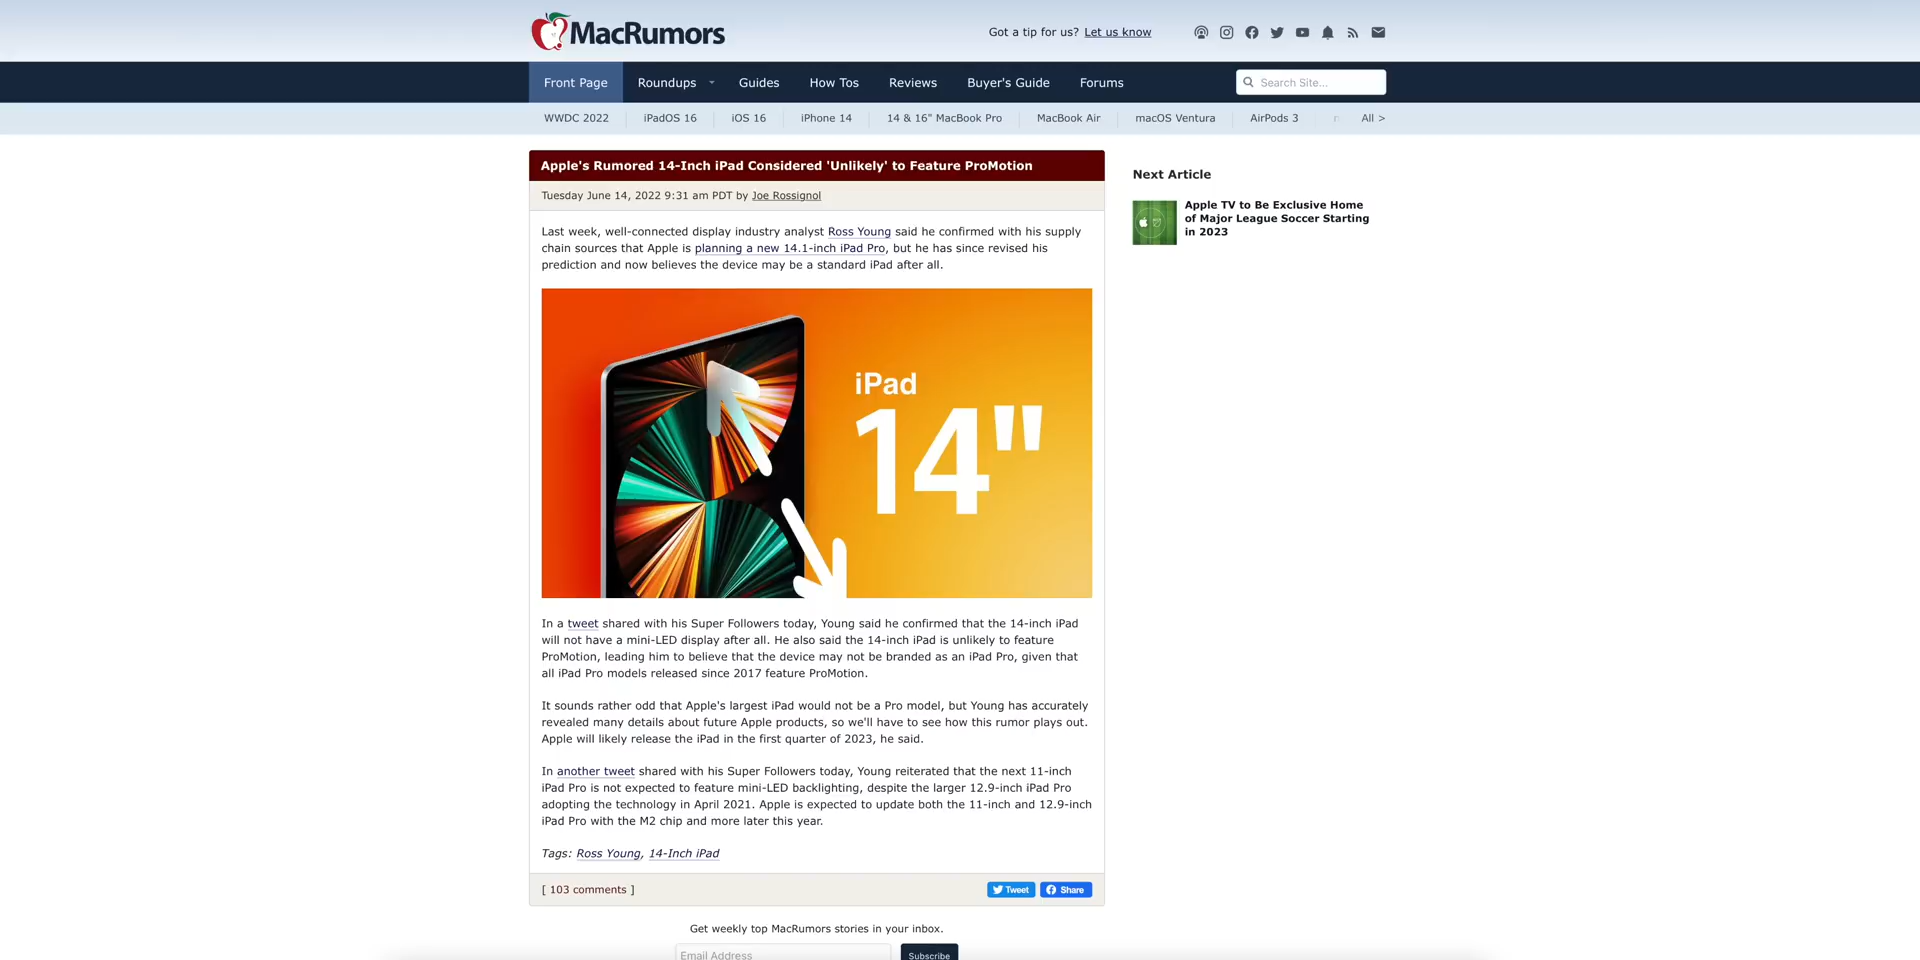 MacRumors
Got a tip for us? Let us know
Front Page Roundups Guides How Tos Reviews Buyer's Guide Forums Search Site...
WWDC 2022 iPadOS 16 iOS 16 iPhone 14 14 & 16" MacBook Pro MacBook Air macOS Ventura AirPods 3 All >
Apple's Rumored 14-Inch iPad Considered 'Unlikely' to Feature ProMotion
Tuesday June 14, 2022 9:31 am PDT by Joe Rossignol
Last week, well-connected display industry analyst Ross Young said he confirmed with his supply
chain sources that Apple is planning a new 14.1-inch iPad Pro, but he has since revised his
prediction and now believes the device may be a standard iPad after all.
iPad
14"
In a tweet shared with his Super Followers today, Young said he confirmed that the 14-inch iPad
will not have a mini-LED display after all. He also said the 14-inch iPad is unlikely to feature
ProMotion, leading him to believe that the device may not be branded as an iPad Pro, given that
all iPad Pro models released since 2017 feature ProMotion.
It sounds rather odd that Apple's largest iPad would not be a Pro model, but Young has accurately
revealed many details about future Apple products, so we'll have to see how this rumor plays out.
Apple will likely release the iPad in the first quarter of 2023, he said.
In another tweet shared with his Super Followers today, Young reiterated that the next 11-inch
iPad Pro is not expected to feature mini-LED backlighting, despite the larger 12.9-inch iPad Pro
adopting the technology in April 2021. Apple is expected to update both the 11-inch and 12.9-inch
iPad Pro with the M2 chip and more later this year.
Tags: Ross Young, 14-Inch iPad
[ 103 comments ]
Tweet Share
Get weekly top MacRumors stories in your inbox.
Email Address Subscribe
Next Article
Apple TV to Be Exclusive Home
of Major League Soccer Starting
in 2023